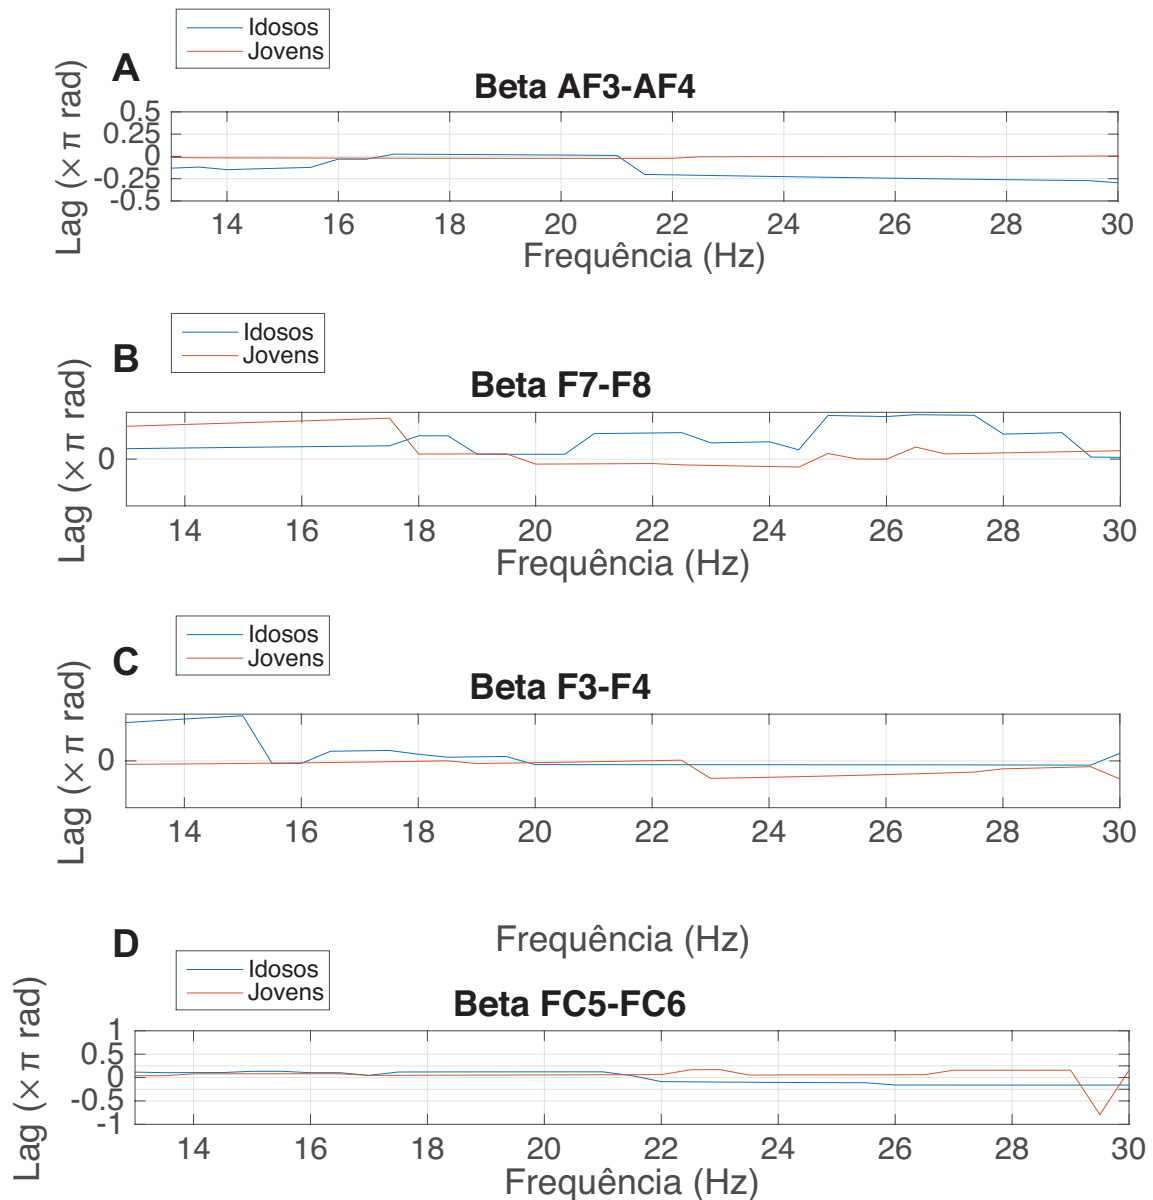 Idosos
Jovens
A
Beta AF3-AF4
Lag (× π rad)
0.5
0.25
0
-0.25
-0.5
14 16 18 20 22 24 26 28 30
Frequência (Hz)
Idosos
Jovens
B
Beta F7-F8
Lag (× π rad)
0
14 16 18 20 22 24 26 28 30
Frequência (Hz)
Idosos
Jovens
C
Beta F3-F4
Lag (× π rad)
0
14 16 18 20 22 24 26 28 30
Frequência (Hz)
D
Idosos
Jovens
Beta FC5-FC6
Lag (× π rad)
1
0.5
0
-0.5
-1
14 16 18 20 22 24 26 28 30
Frequência (Hz)